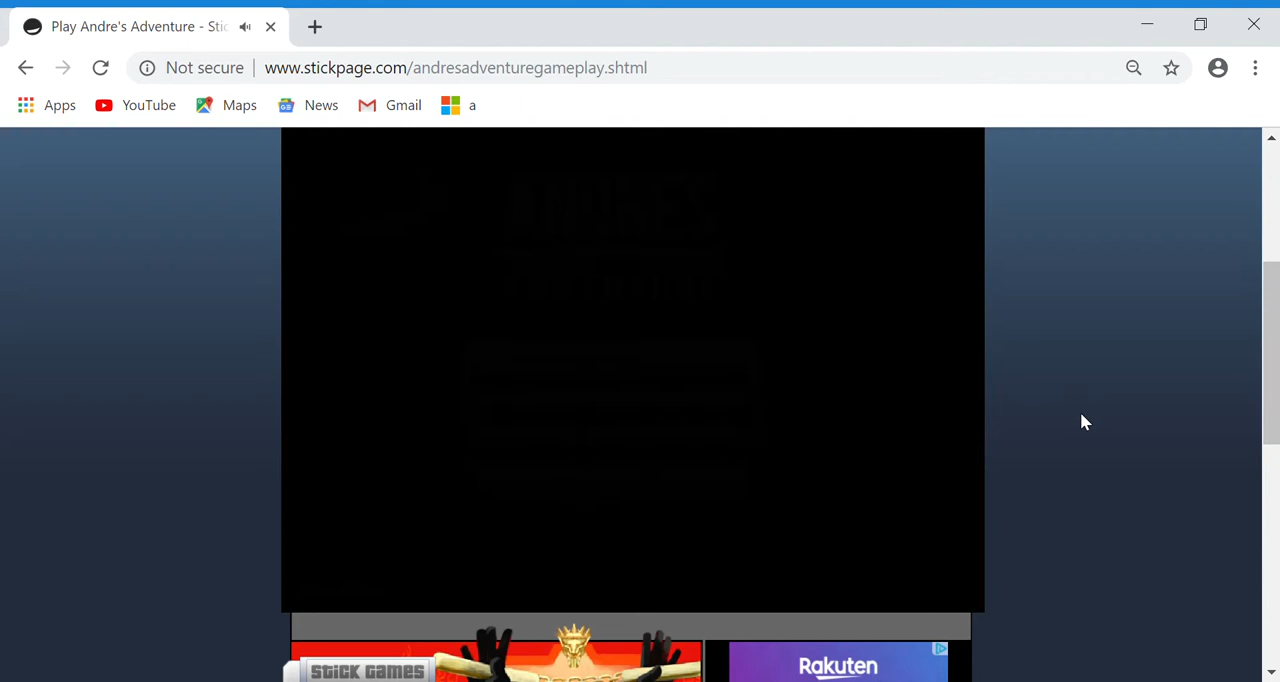 Play Andre's Adventure - Stic
Not secure | www.stickpage.com/andresadventuregameplay.shtml
Apps YouTube Maps News Gmail a
STICK GAMES
Rakuten